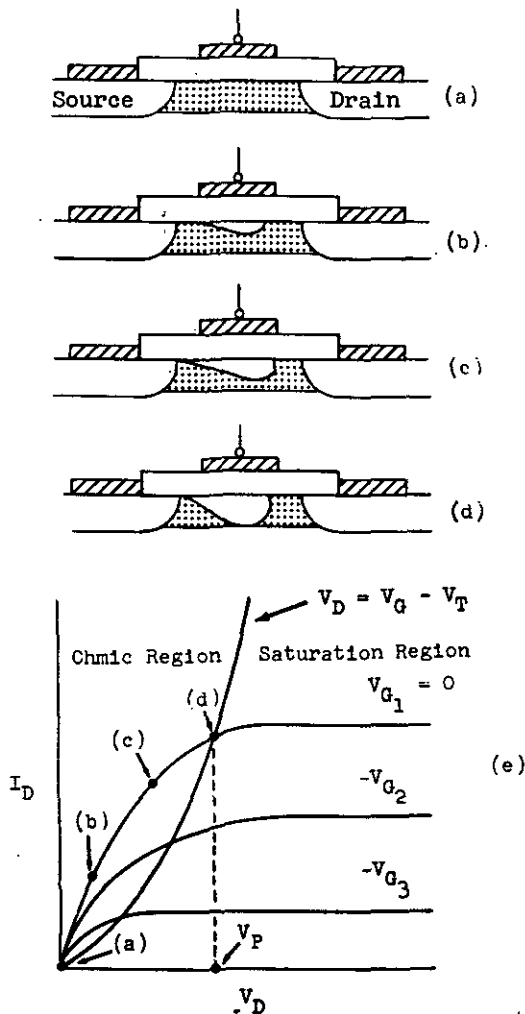 Source Drain (a)
(b).
(c)
(d)
V_D = V_G - V_T
Chmic Region Saturation Region
V_G1 = 0
(d)
(c)
(e)
I_D
-V_G2
(b)
-V_G3
(a)
V_P
V_D